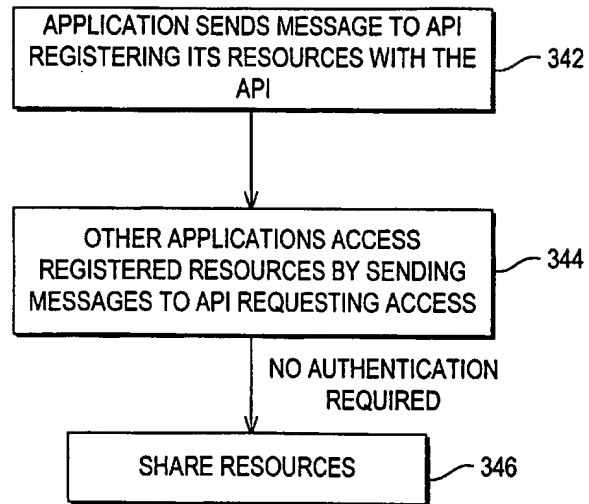 APPLICATION SENDS MESSAGE TO API
REGISTERING ITS RESOURCES WITH THE
API
342
OTHER APPLICATIONS ACCESS
REGISTERED RESOURCES BY SENDING
MESSAGES TO API REQUESTING ACCESS
344
NO AUTHENTICATION
REQUIRED
SHARE RESOURCES
346